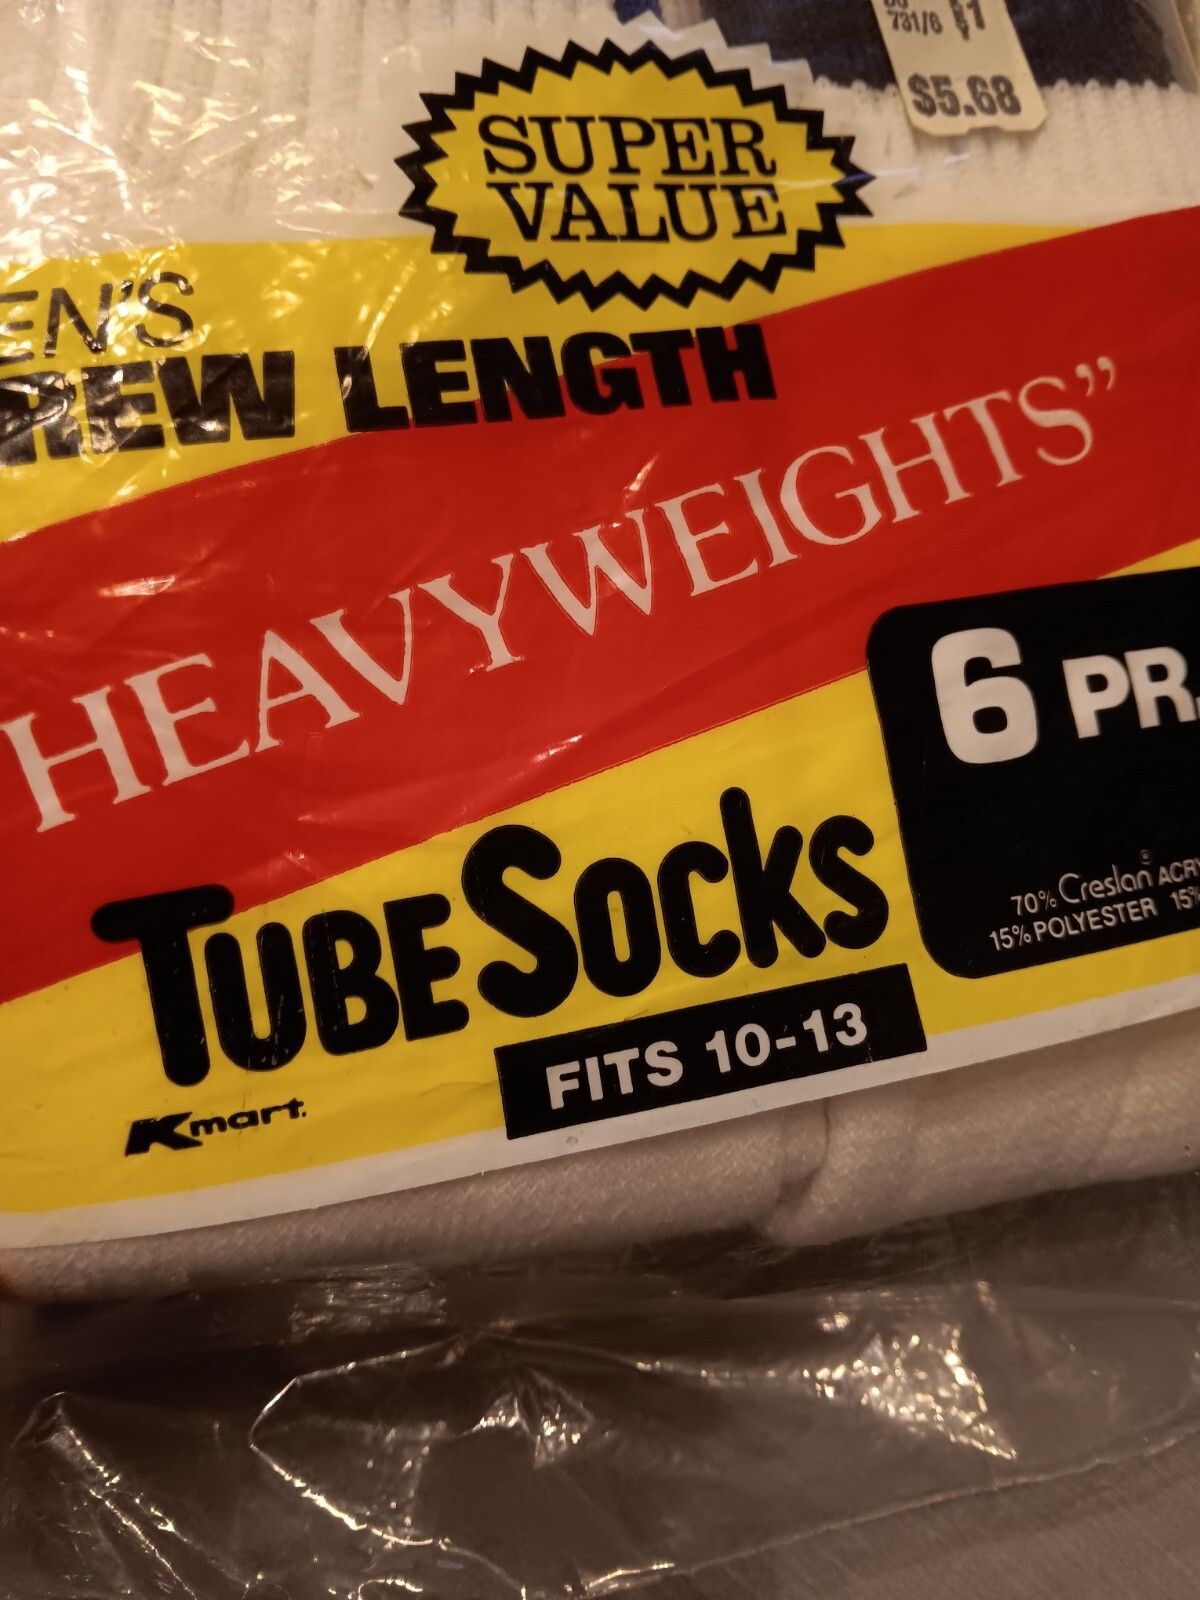 731/6 $1
$5.68
SUPER
VALUE
EN'S
REW LENGTH
HEAVYWEIGHTS”
6 PR.
TUBE SOCKS
70% Creslan® ACRY
15% POLYESTER 15%
FITS 10-13
Kmart.